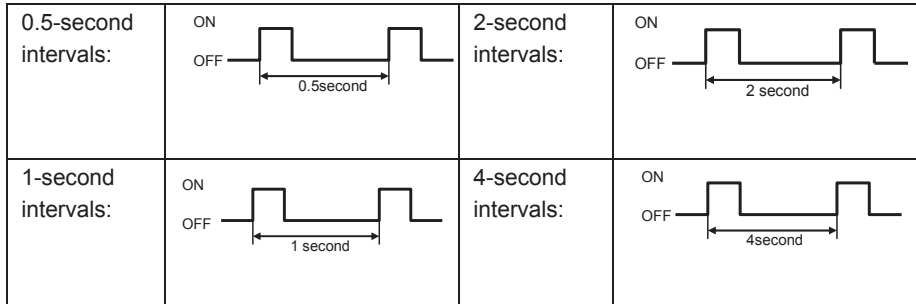 0.5-second
intervals:
ON
OFF
0.5second
2-second
intervals:
ON
OFF
2 second
1-second
intervals:
ON
OFF
1 second
4-second
intervals:
ON
OFF
4second